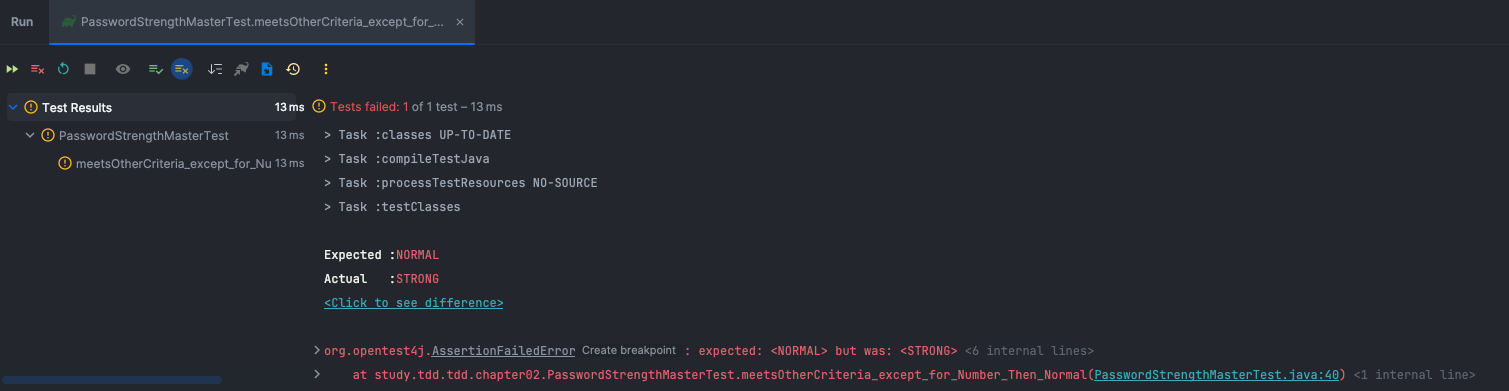 Run
PasswordStrengthMasterTest.meetsOtherCriteria_except_for_...
Test Results 13 ms
PasswordStrengthMasterTest 13 ms
meetsOtherCriteria_except_for_Nu 13 ms
Tests failed: 1 of 1 test – 13 ms
> Task :classes UP-TO-DATE
> Task :compileTestJava
> Task :processTestResources NO-SOURCE
> Task :testClasses
Expected :NORMAL
Actual   :STRONG
<Click to see difference>
org.opentest4j.AssertionFailedError Create breakpoint : expected: <NORMAL> but was: <STRONG> <6 internal lines>
at study.tdd.tdd.chapter02.PasswordStrengthMasterTest.meetsOtherCriteria_except_for_Number_Then_Normal(PasswordStrengthMasterTest.java:40) <1 internal line>